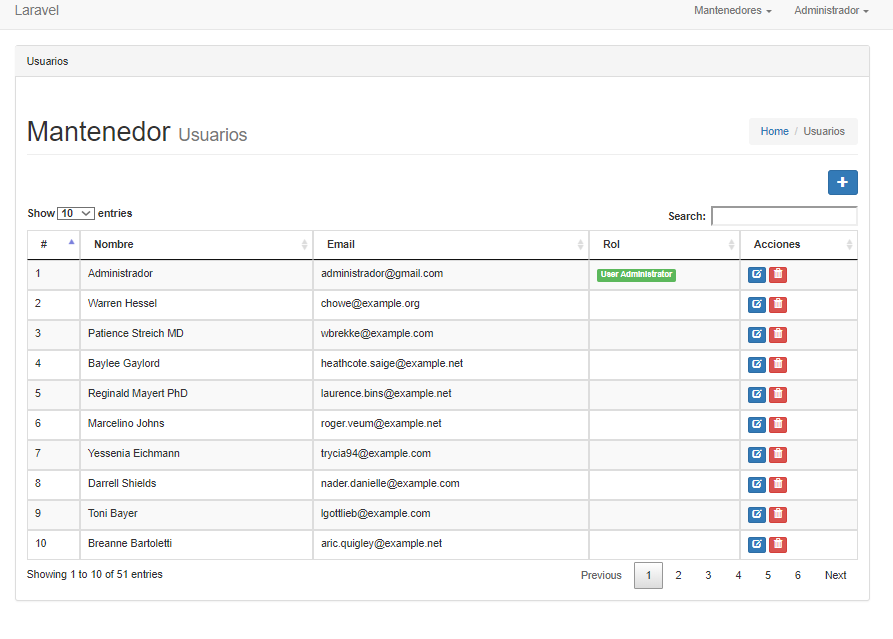 Laravel Mantenedores Administrador
Usuarios
Mantenedor Usuarios Home / Usuarios
+
Show 10 entries Search:
# Nombre Email Rol Acciones
1 Administrador administrador@gmail.com User Administrator
2 Warren Hessel chowe@example.org
3 Patience Streich MD wbrekke@example.com
4 Baylee Gaylord heathcote.saige@example.net
5 Reginald Mayert PhD laurence.bins@example.net
6 Marcelino Johns roger.veum@example.net
7 Yessenia Eichmann trycia94@example.com
8 Darrell Shields nader.danielle@example.com
9 Toni Bayer lgottlieb@example.com
10 Breanne Bartoletti aric.quigley@example.net
Showing 1 to 10 of 51 entries Previous 1 2 3 4 5 6 Next